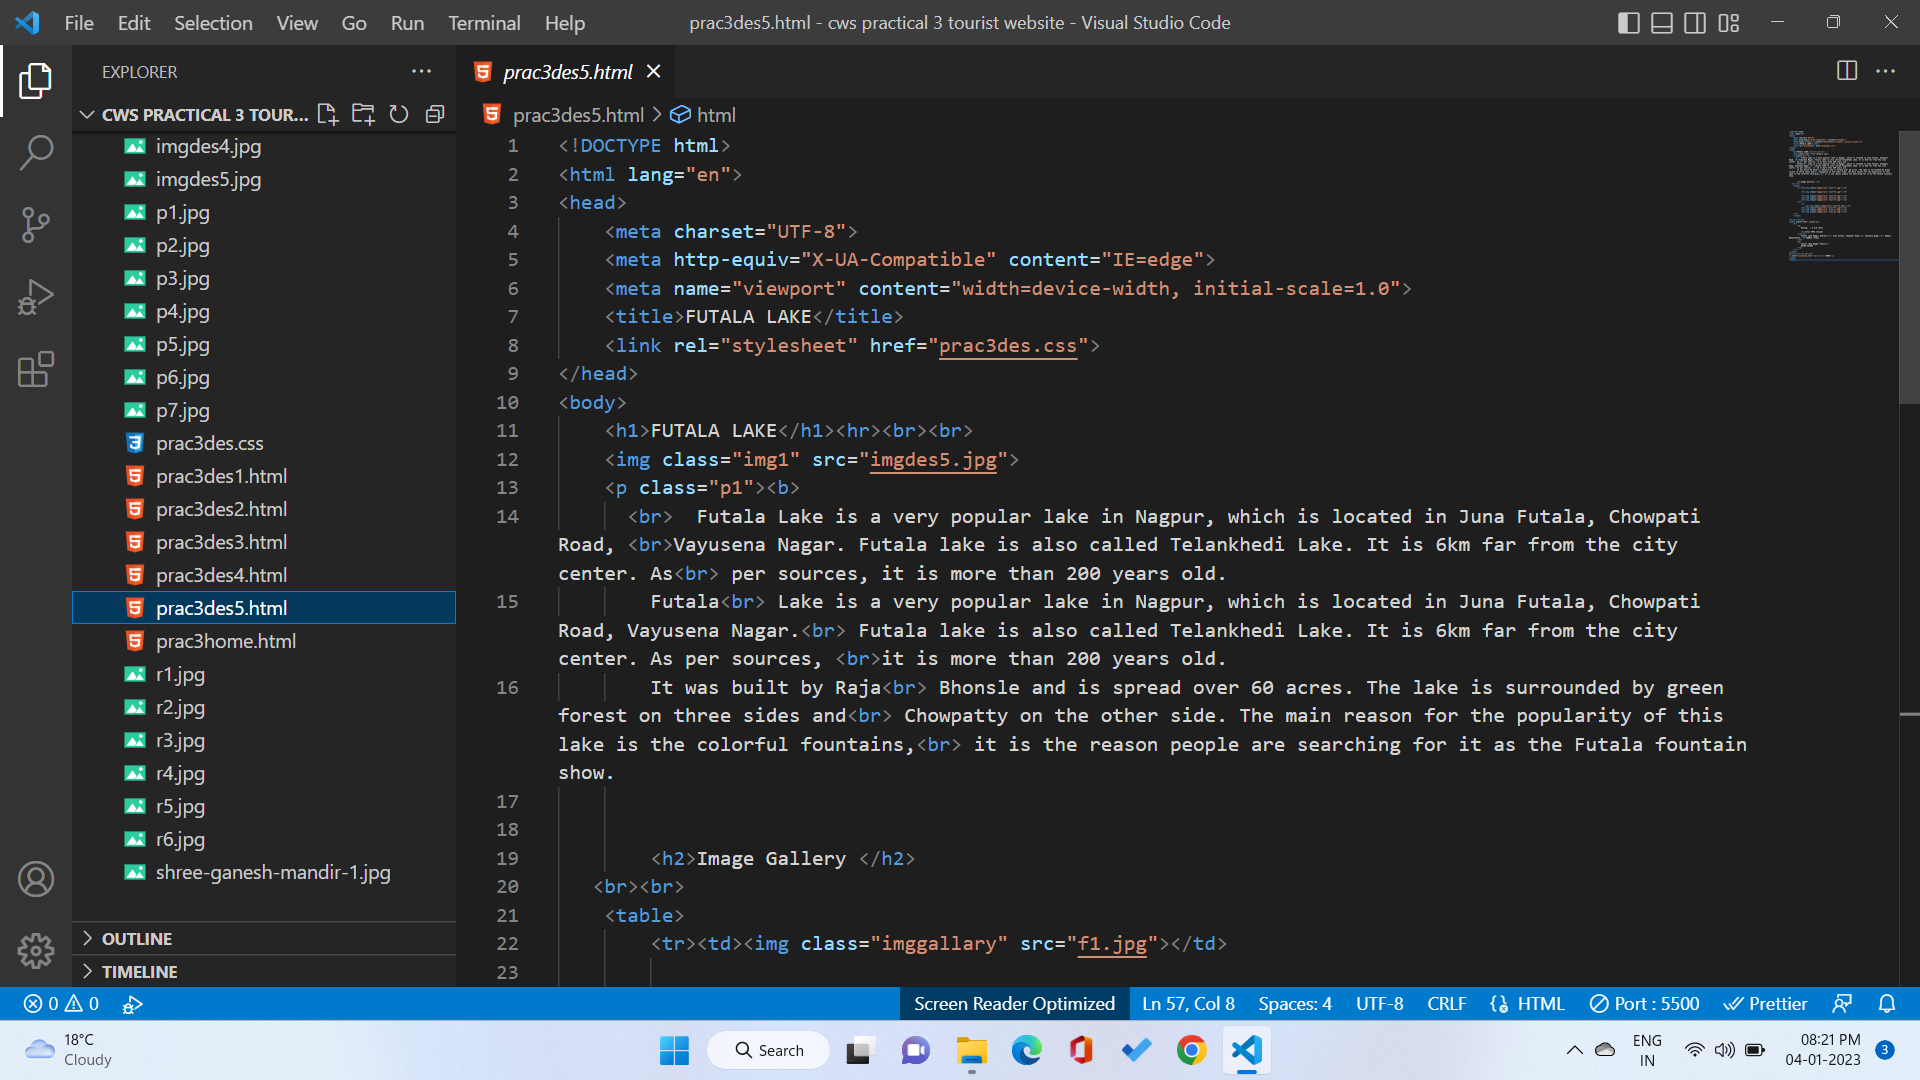 File Edit Selection View Go Run Terminal Help
prac3des5.html - cws practical 3 tourist website - Visual Studio Code
EXPLORER
CWS PRACTICAL 3 TOUR...
imgdes4.jpg
imgdes5.jpg
p1.jpg
p2.jpg
p3.jpg
p4.jpg
p5.jpg
p6.jpg
p7.jpg
prac3des.css
prac3des1.html
prac3des2.html
prac3des3.html
prac3des4.html
prac3des5.html
prac3home.html
r1.jpg
r2.jpg
r3.jpg
r4.jpg
r5.jpg
r6.jpg
shree-ganesh-mandir-1.jpg
OUTLINE
TIMELINE
prac3des5.html
prac3des5.html > html
1 <!DOCTYPE html>
2 <html lang="en">
3 <head>
4 <meta charset="UTF-8">
5 <meta http-equiv="X-UA-Compatible" content="IE=edge">
6 <meta name="viewport" content="width=device-width, initial-scale=1.0">
7 <title>FUTALA LAKE</title>
8 <link rel="stylesheet" href="prac3des.css">
9 </head>
10 <body>
11 <h1>FUTALA LAKE</h1><hr><br><br>
12 <img class="img1" src="imgdes5.jpg">
13 <p class="p1"><b>
14 <br> Futala Lake is a very popular lake in Nagpur, which is located in Juna Futala, Chowpati
Road, <br>Vayusena Nagar. Futala lake is also called Telankhedi Lake. It is 6km far from the city
center. As<br> per sources, it is more than 200 years old.
15 Futala<br> Lake is a very popular lake in Nagpur, which is located in Juna Futala, Chowpati
Road, Vayusena Nagar.<br> Futala lake is also called Telankhedi Lake. It is 6km far from the city
center. As per sources, <br>it is more than 200 years old.
16 It was built by Raja<br> Bhonsle and is spread over 60 acres. The lake is surrounded by green
forest on three sides and<br> Chowpatty on the other side. The main reason for the popularity of this
lake is the colorful fountains,<br> it is the reason people are searching for it as the Futala fountain
show.
17
18
19 <h2>Image Gallery </h2>
20 <br><br>
21 <table>
22 <tr><td><img class="imggallary" src="f1.jpg"></td>
23
0 0
Screen Reader Optimized Ln 57, Col 8 Spaces: 4 UTF-8 CRLF HTML Port : 5500 Prettier
18°C
Cloudy
Search
ENG
IN
08:21 PM
04-01-2023
3